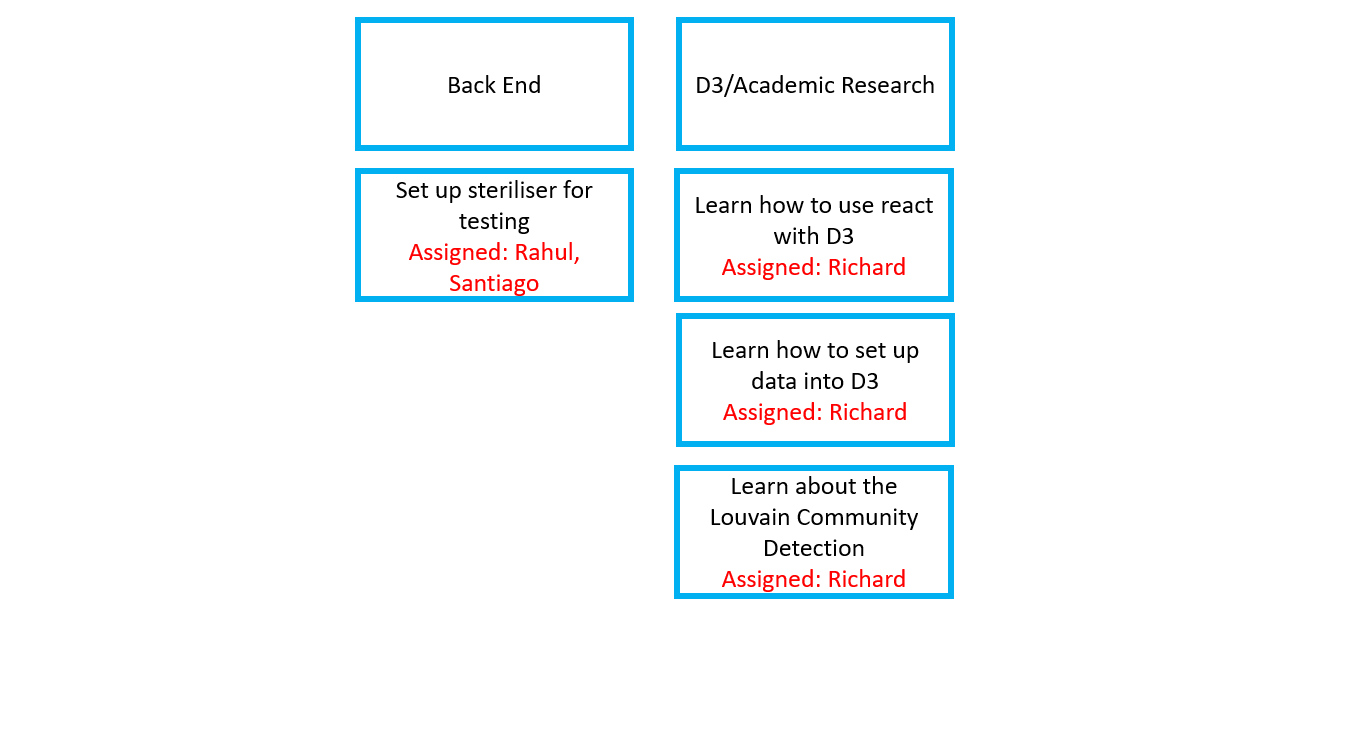 Back End
Set up steriliser for
testing
Assigned: Rahul,
Santiago
D3/Academic Research
Learn how to use react
with D3
Assigned: Richard
Learn how to set up
data into D3
Assigned: Richard
Learn about the
Louvain Community
Detection
Assigned: Richard